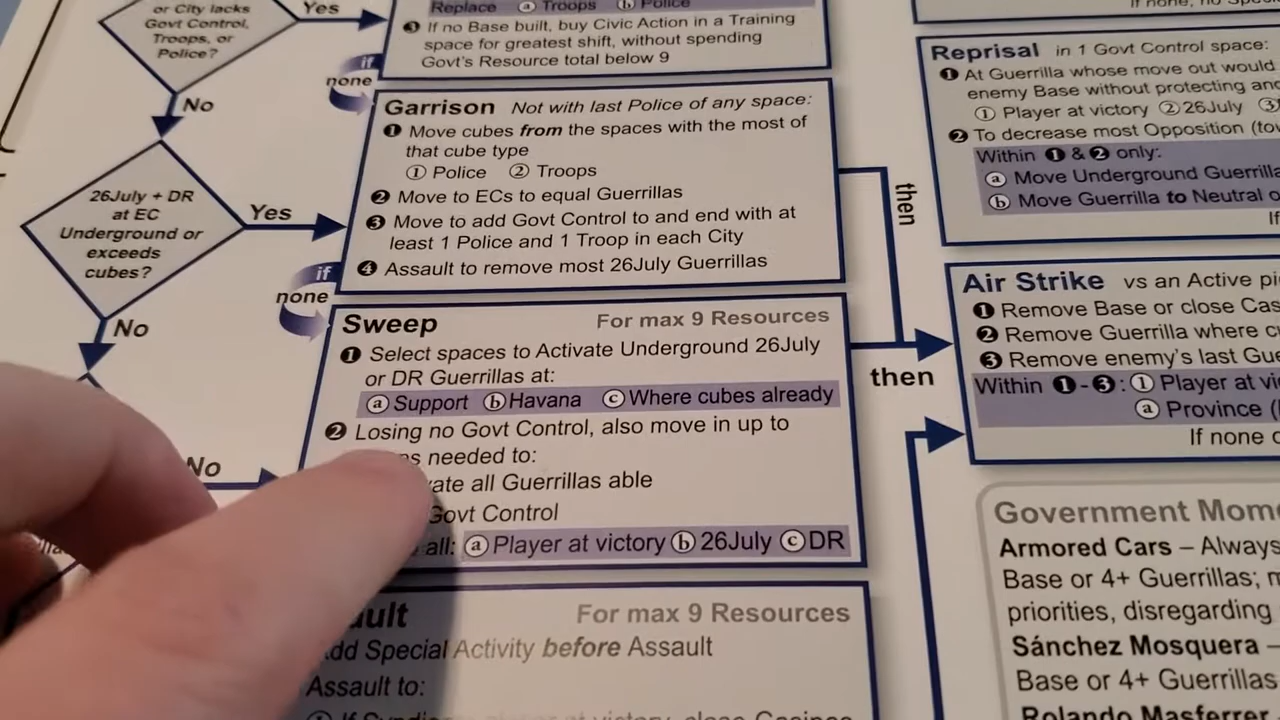 or City lacks
Govt Control,
Troops, or
Police?
Yes
No
if
none
Replace ⓐ Troops ⓑ Police
❸ If no Base built, buy Civic Action in a Training
space for greatest shift, without spending
Govt's Resource total below 9
Garrison Not with last Police of any space:
❶ Move cubes from the spaces with the most of
that cube type
① Police ② Troops
❷ Move to ECs to equal Guerrillas
❸ Move to add Govt Control to and end with at
least 1 Police and 1 Troop in each City
❹ Assault to remove most 26July Guerrillas
26July + DR
at EC
Underground or
exceeds
cubes?
Yes
No
if
none
then
Sweep For max 9 Resources
❶ Select spaces to Activate Underground 26July
or DR Guerrillas at:
ⓐ Support ⓑ Havana ⓒ Where cubes already
❷ Losing no Govt Control, also move in up to
needed to:
all Guerrillas able
Govt Control
all: ⓐ Player at victory ⓑ 26July ⓒ DR
No
then
For max 9 Resources
Special Activity before Assault
Assault to:
Reprisal in 1 Govt Control space:
❶ At Guerrilla whose move out would
enemy Base without protecting
① Player at victory ② 26July ③
❷ To decrease most Opposition
Within ❶ & ❷ only:
ⓐ Move Underground
ⓑ Move Guerrilla to Neutral
Air Strike vs an Active
❶ Remove Base or close
❷ Remove Guerrilla where
❸ Remove enemy's last
Within ❶-❸: ① Player at
ⓐ Province
If none
Government
Armored Cars – Always
Base or 4+ Guerrillas;
priorities, disregarding
Sánchez Mosquera –
Base or 4+ Guerrillas
Rolando Masferrer